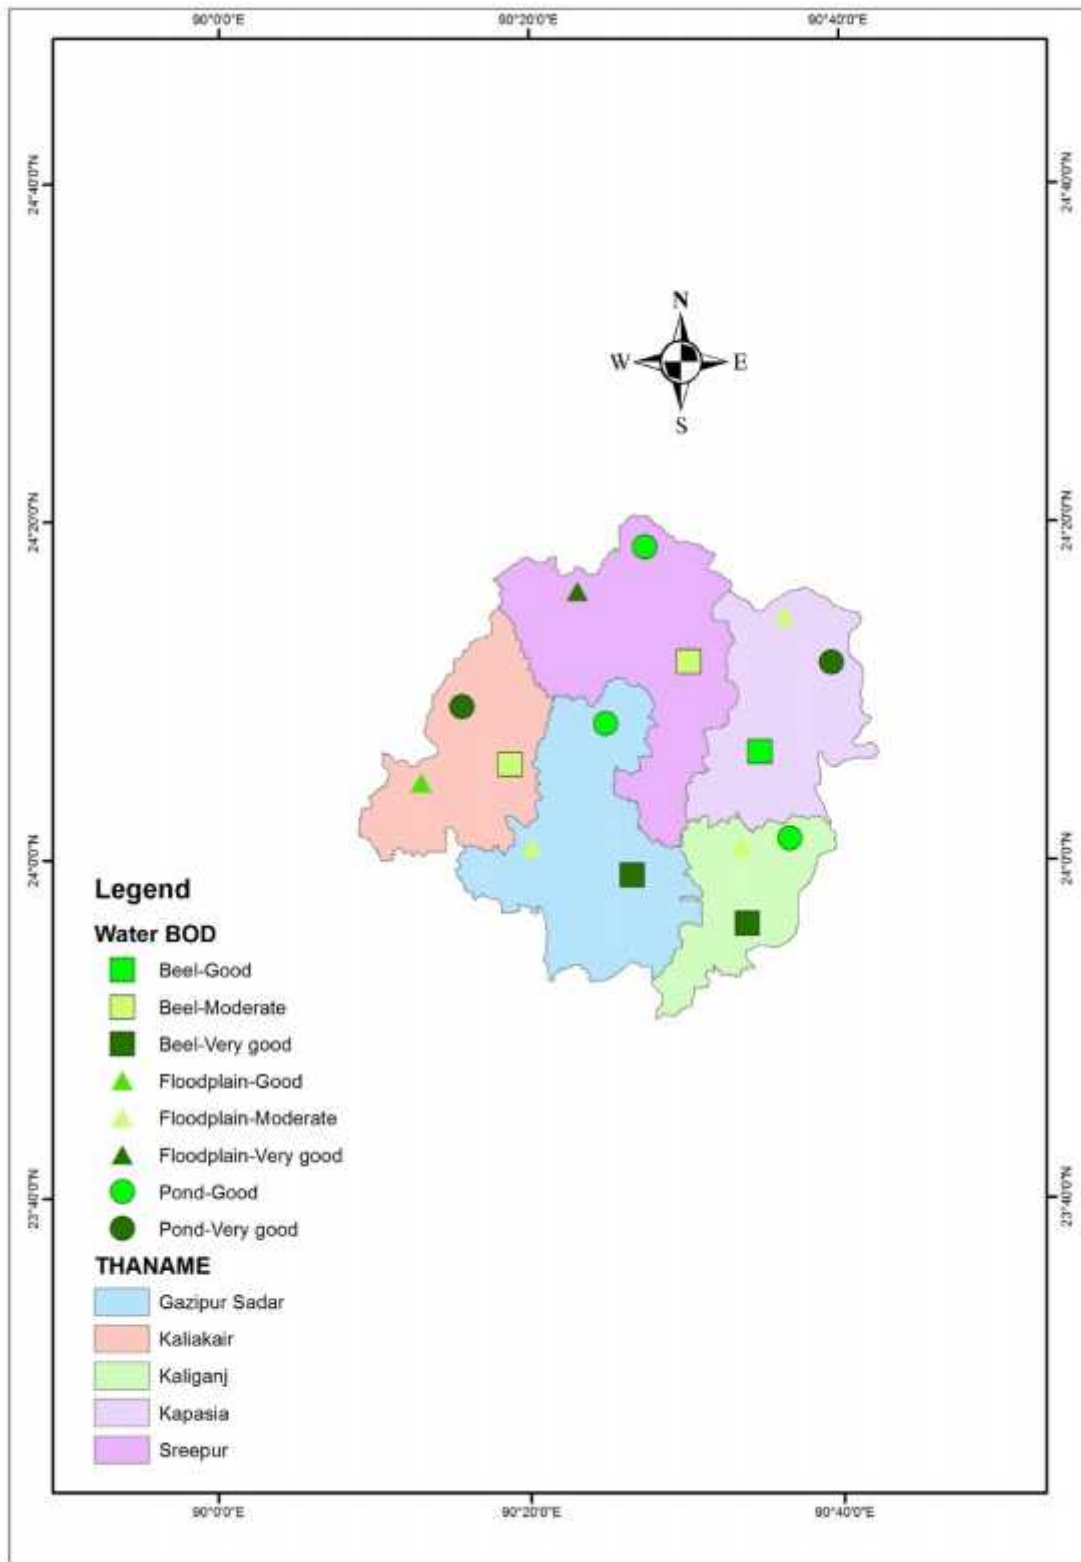 90°0'0"E 90°20'0"E 90°40'0"E
24°40'0"N 24°40'0"N
N
W E
S
24°20'0"N 24°20'0"N
24°0'0"N 24°0'0"N
Legend
Water BOD
Beel-Good
Beel-Moderate
Beel-Very good
Floodplain-Good
Floodplain-Moderate
Floodplain-Very good
Pond-Good
Pond-Very good
23°40'0"N 23°40'0"N
THANAME
Gazipur Sadar
Kaliakair
Kaliganj
Kapasia
Sreepur
90°0'0"E 90°20'0"E 90°40'0"E